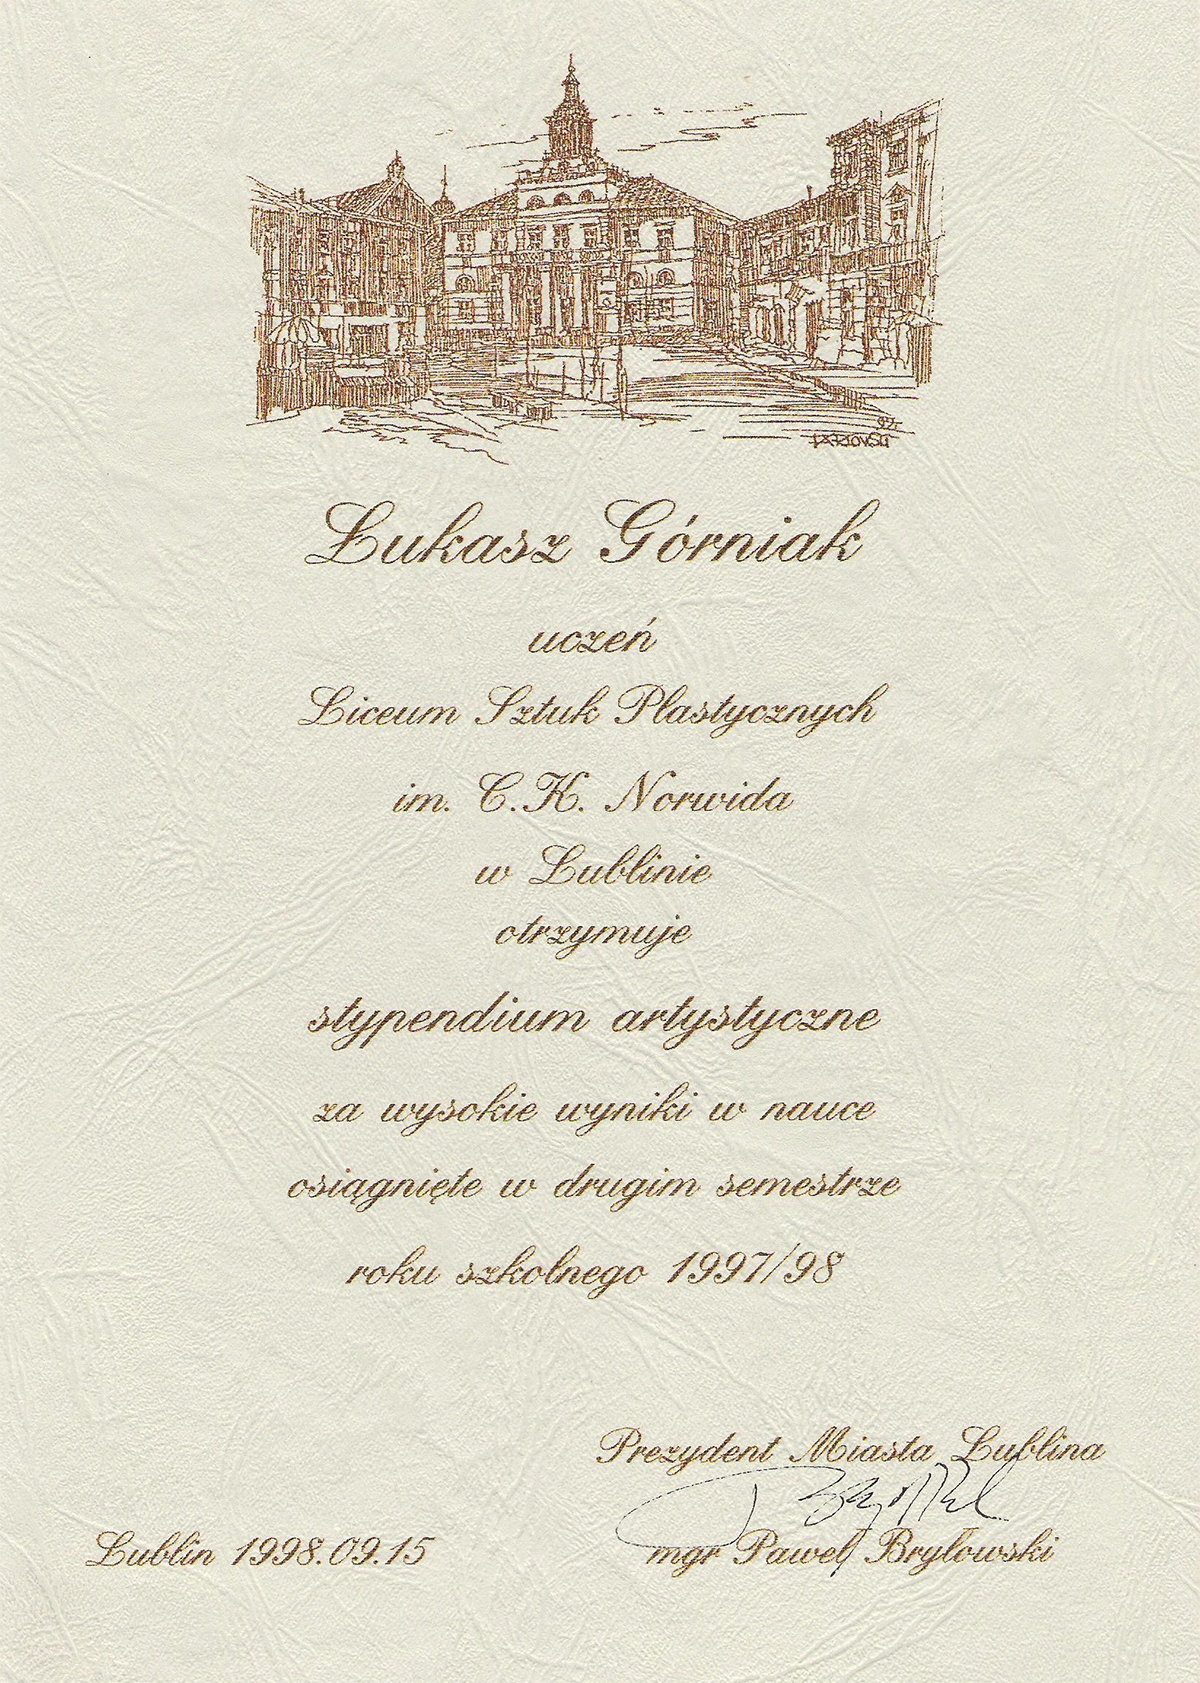 Łukasz Górniak
uczeń
Liceum Sztuk Plastycznych
im. C.K. Norwida
w Lublinie
otrzymuje
stypendium artystyczne
za wysokie wyniki w nauce
osiągnięte w drugim semestrze
roku szkolnego 1997/98
Prezydent Miasta Lublina
mgr Paweł Bryłowski
Lublin 1998.09.15